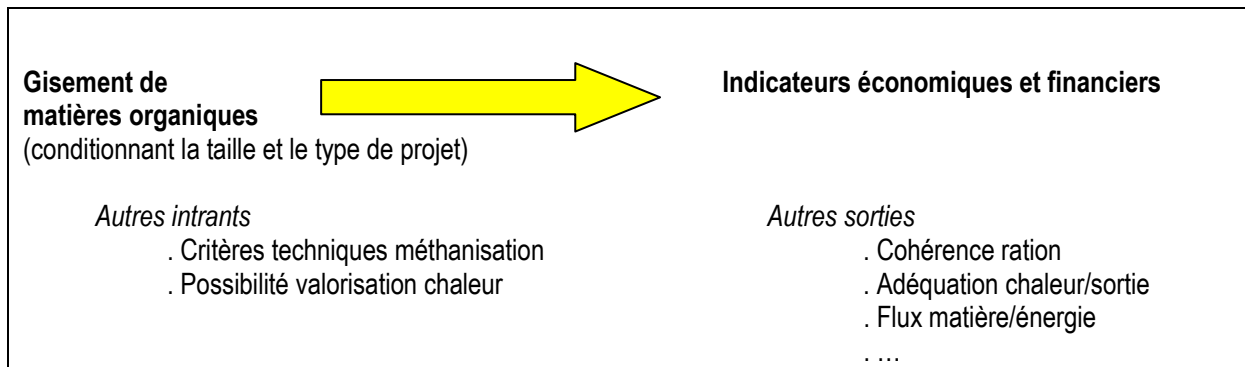 Gisement de
matières organiques
(conditionnant la taille et le type de projet)
Indicateurs économiques et financiers
Autres intrants
. Critères techniques méthanisation
. Possibilité valorisation chaleur
Autres sorties
. Cohérence ration
. Adéquation chaleur/sortie
. Flux matière/énergie
. …